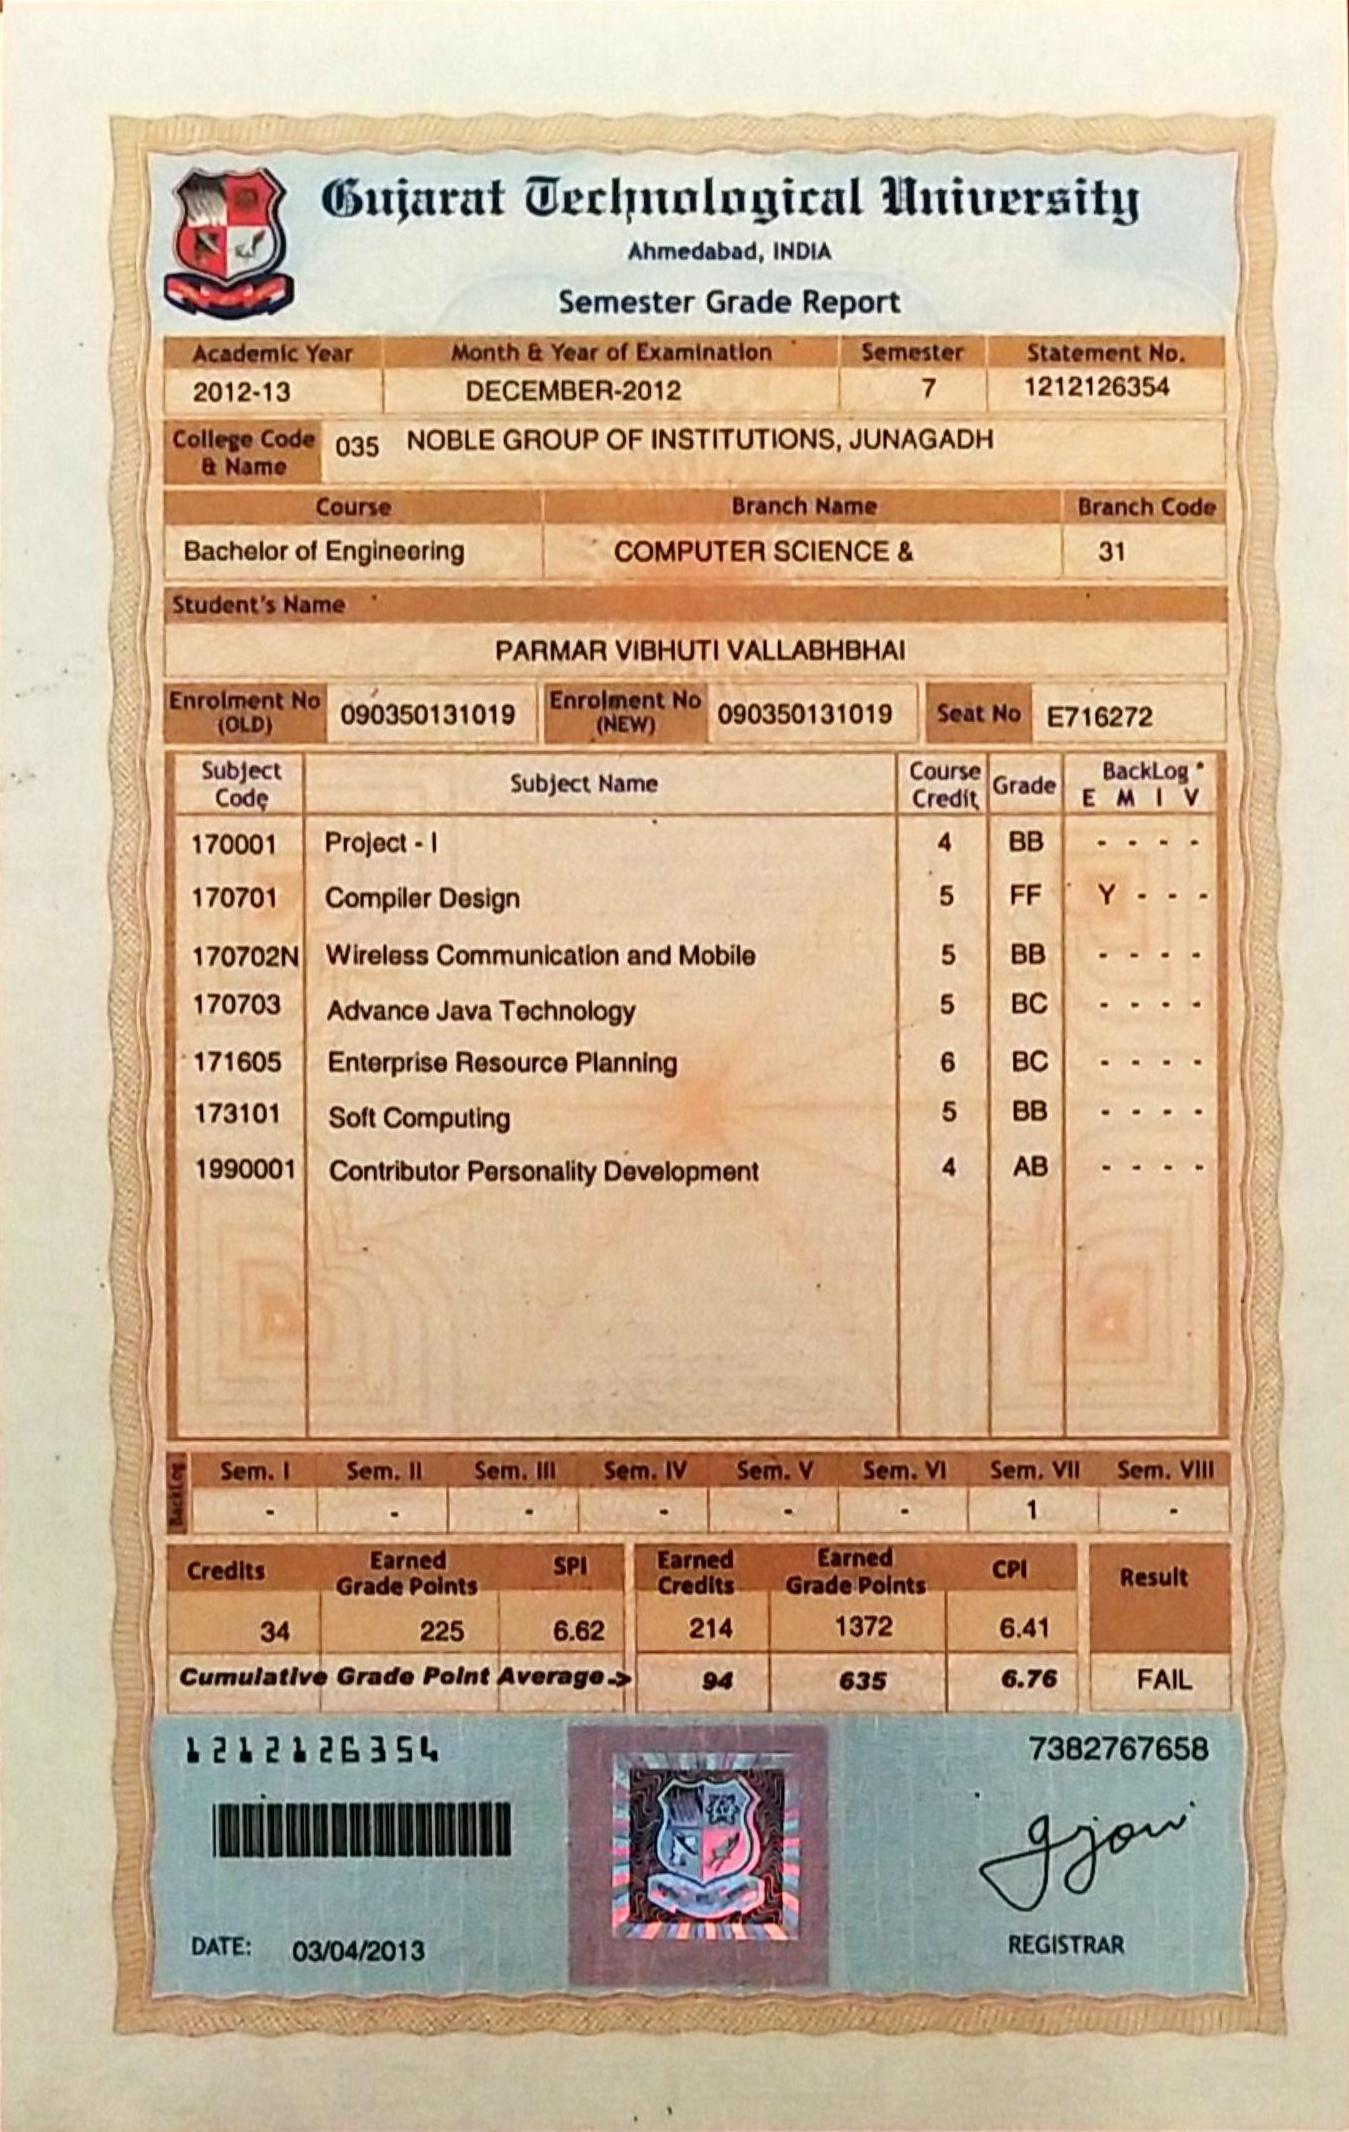 Gujarat Technological University
Ahmedabad, INDIA
Semester Grade Report
Academic Year Month & Year of Examination Semester Statement No.
2012-13 DECEMBER-2012 7 1212126354
College Code & Name 035 NOBLE GROUP OF INSTITUTIONS, JUNAGADH
Course Branch Name Branch Code
Bachelor of Engineering COMPUTER SCIENCE & 31
Student's Name
PARMAR VIBHUTI VALLABHBHAI
Enrolment No (OLD) 090350131019 Enrolment No (NEW) 090350131019 Seat No E716272
Subject Code Subject Name Course Credit Grade BackLog * E M I V
170001 Project - I 4 BB - - - -
170701 Compiler Design 5 FF Y - - -
170702N Wireless Communication and Mobile 5 BB - - - -
170703 Advance Java Technology 5 BC - - - -
171605 Enterprise Resource Planning 6 BC - - - -
173101 Soft Computing 5 BB - - - -
1990001 Contributor Personality Development 4 AB - - - -
BackLog Sem. I Sem. II Sem. III Sem. IV Sem. V Sem. VI Sem. VII Sem. VIII
- - - - - - 1 -
Credits Earned Grade Points SPI Earned Credits Earned Grade Points CPI Result
34 225 6.62 214 1372 6.41
Cumulative Grade Point Average-> 94 635 6.76 FAIL
1212126354 7382767658
DATE: 03/04/2013 REGISTRAR